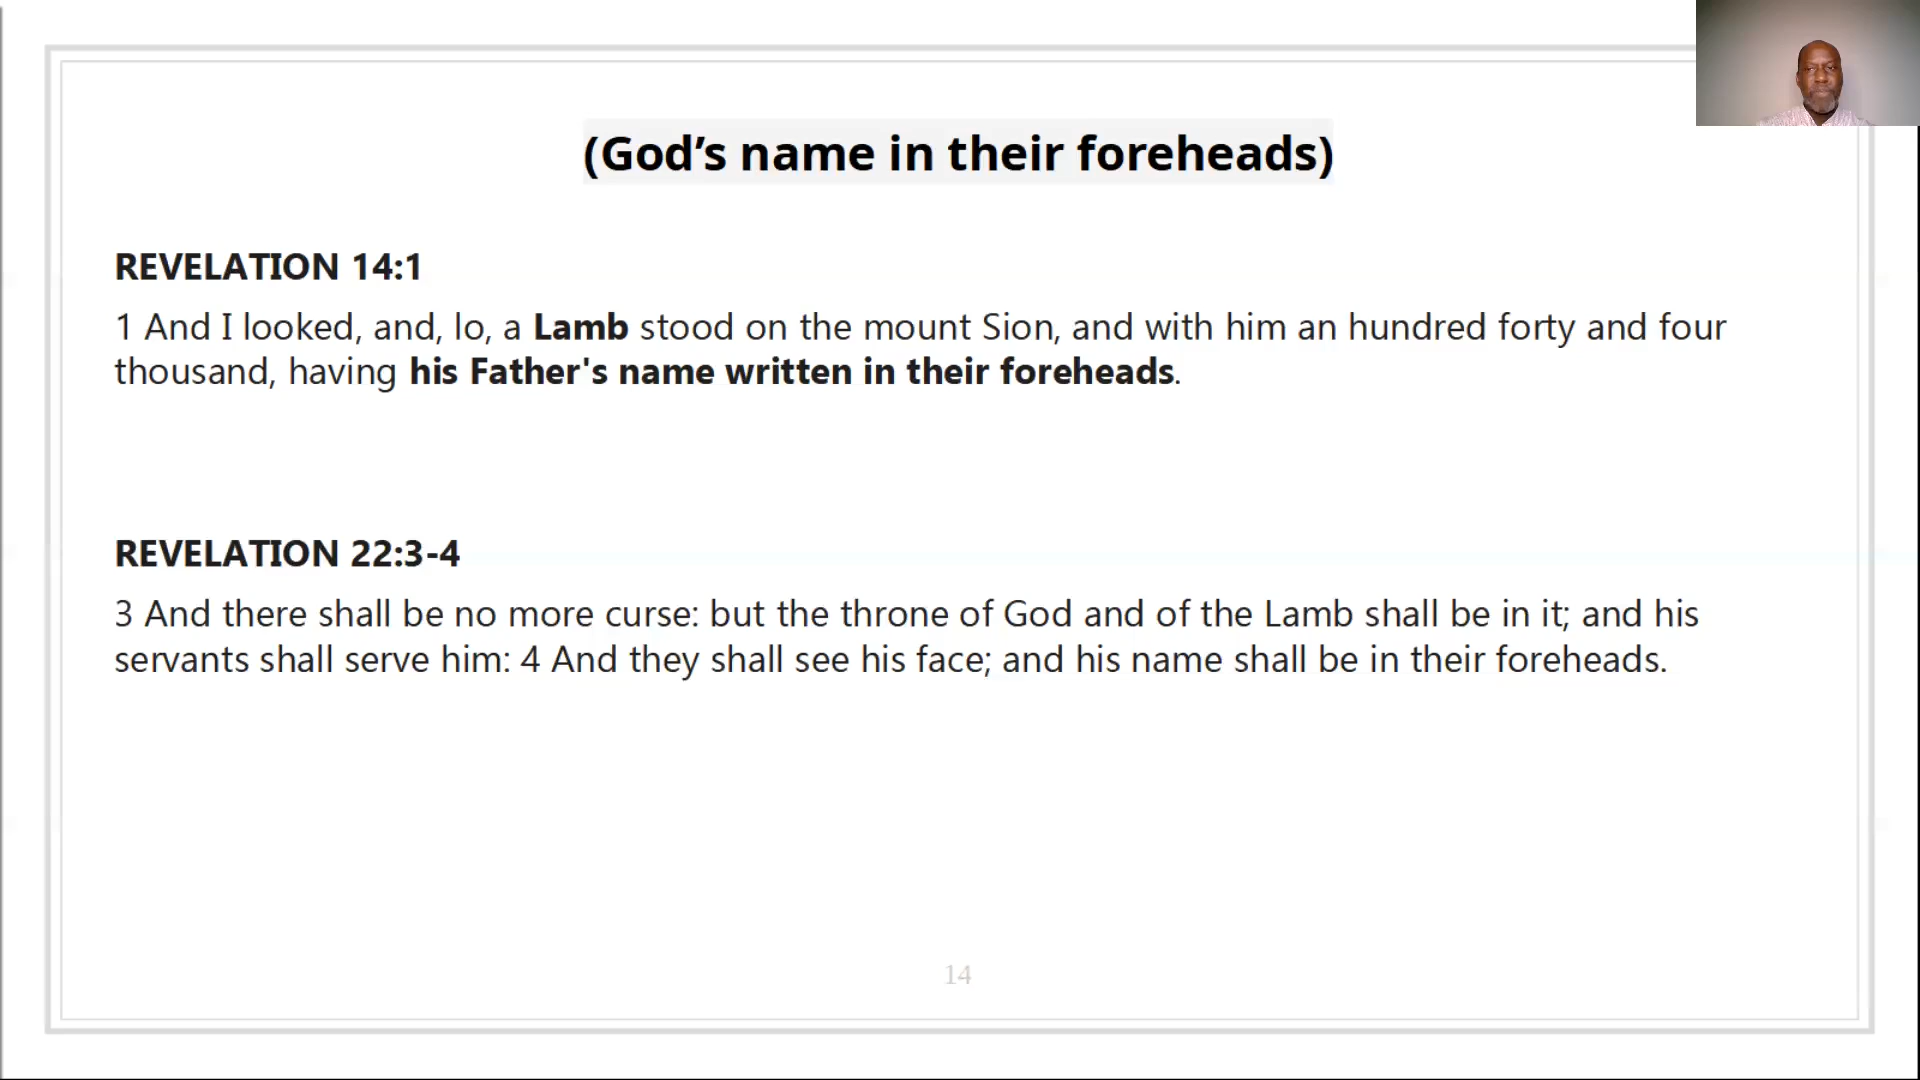 (God’s name in their foreheads)
REVELATION 14:1
1 And I looked, and, lo, a Lamb stood on the mount Sion, and with him an hundred forty and four
thousand, having his Father's name written in their foreheads.
REVELATION 22:3-4
3 And there shall be no more curse: but the throne of God and of the Lamb shall be in it; and his
servants shall serve him: 4 And they shall see his face; and his name shall be in their foreheads.
14